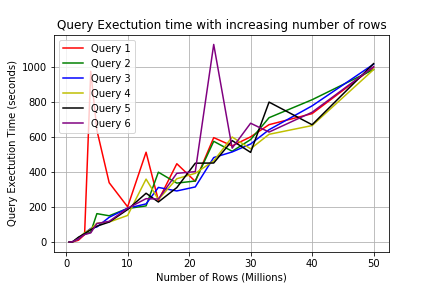 Query Exectution time with increasing number of rows
Query Exectution Time (seconds)
1000
800
600
400
200
0
Query 1
Query 2
Query 3
Query 4
Query 5
Query 6
0 10 20 30 40 50
Number of Rows (Millions)